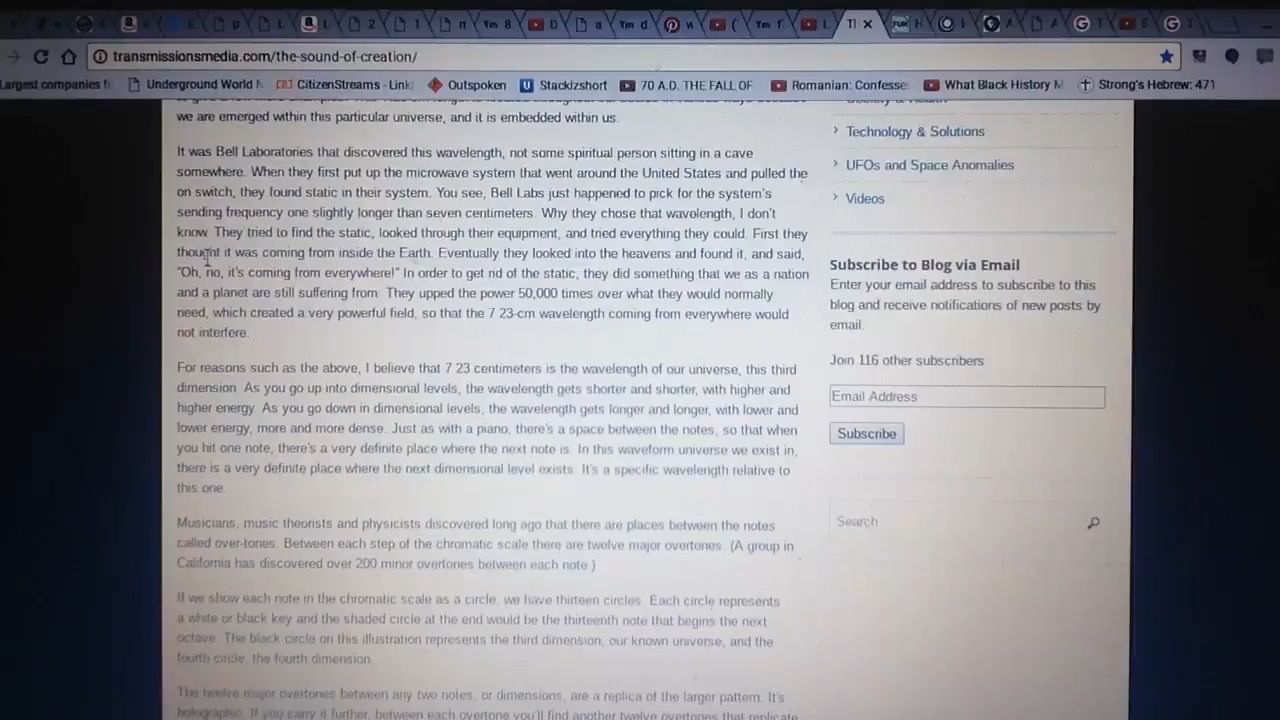 transmissionsmedia.com/the-sound-of-creation/
Largest companies
Underground World N
CitizenStreams - Link
Outspoken
Stackizshort
70 A.D. THE FALL OF
Romanian: Confesse
What Black History M
Strong's Hebrew: 471
we are emerged within this particular universe, and it is embedded within us.
It was Bell Laboratories that discovered this wavelength, not some spiritual person sitting in a cave
somewhere. When they first put up the microwave system that went around the United States and pulled the
on switch, they found static in their system. You see, Bell Labs just happened to pick for the system's
sending frequency one slightly longer than seven centimeters. Why they chose that wavelength, I don't
know. They tried to find the static, looked through their equipment, and tried everything they could. First they
thought it was coming from inside the Earth. Eventually they looked into the heavens and found it, and said,
"Oh, no, it's coming from everywhere!" In order to get rid of the static, they did something that we as a nation
and a planet are still suffering from. They upped the power 50,000 times over what they would normally
need, which created a very powerful field, so that the 7 23-cm wavelength coming from everywhere would
not interfere.
For reasons such as the above, I believe that 7 23 centimeters is the wavelength of our universe, this third
dimension. As you go up into dimensional levels, the wavelength gets shorter and shorter, with higher and
higher energy. As you go down in dimensional levels, the wavelength gets longer and longer, with lower and
lower energy, more and more dense. Just as with a piano, there's a space between the notes, so that when
you hit one note, there's a very definite place where the next note is. In this waveform universe we exist in,
there is a very definite place where the next dimensional level exists. It's a specific wavelength relative to
this one.
Musicians, music theorists and physicists discovered long ago that there are places between the notes
called over-tones. Between each step of the chromatic scale there are twelve major overtones. (A group in
California has discovered over 200 minor overtones between each note.)
If we show each note in the chromatic scale as a circle, we have thirteen circles. Each circle represents
a white or black key and the shaded circle at the end would be the thirteenth note that begins the next
octave. The black circle on this illustration represents the third dimension, our known universe, and the
fourth circle, the fourth dimension.
The twelve major overtones between any two notes, or dimensions, are a replica of the larger pattern. It's
holographic. If you carry it further, between each overtone you'll find another twelve overtones that replicate
Technology & Solutions
UFOs and Space Anomalies
Videos
Subscribe to Blog via Email
Enter your email address to subscribe to this
blog and receive notifications of new posts by
email.
Join 116 other subscribers
Email Address
Subscribe
Search